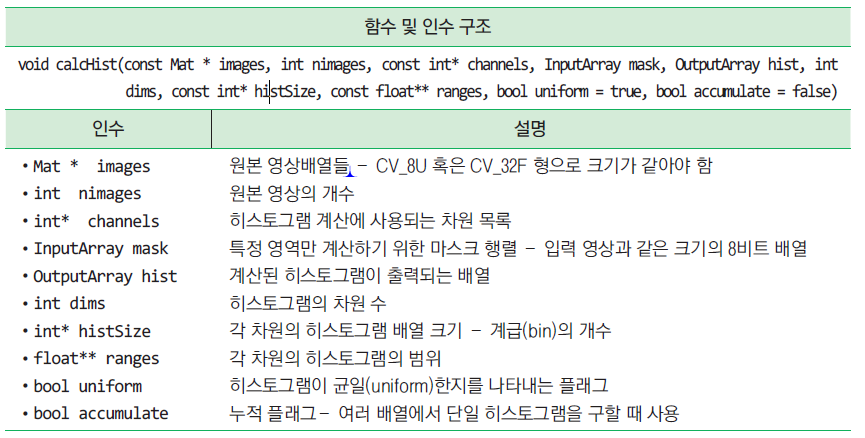 함수 및 인수 구조
void calcHist(const Mat * images, int nimages, const int* channels, InputArray mask, OutputArray hist, int
dims, const int* histSize, const float** ranges, bool uniform = true, bool accumulate = false)
인수 설명
• Mat * images 원본 영상배열들 - CV_8U 혹은 CV_32F 형으로 크기가 같아야 함
• int nimages 원본 영상의 개수
• int* channels 히스토그램 계산에 사용되는 차원 목록
• InputArray mask 특정 영역만 계산하기 위한 마스크 행렬 - 입력 영상과 같은 크기의 8비트 배열
• OutputArray hist 계산된 히스토그램이 출력되는 배열
• int dims 히스토그램의 차원 수
• int* histSize 각 차원의 히스토그램 배열 크기 - 계급(bin)의 개수
• float** ranges 각 차원의 히스토그램의 범위
• bool uniform 히스토그램이 균일(uniform)한지를 나타내는 플래그
• bool accumulate 누적 플래그 - 여러 배열에서 단일 히스토그램을 구할 때 사용